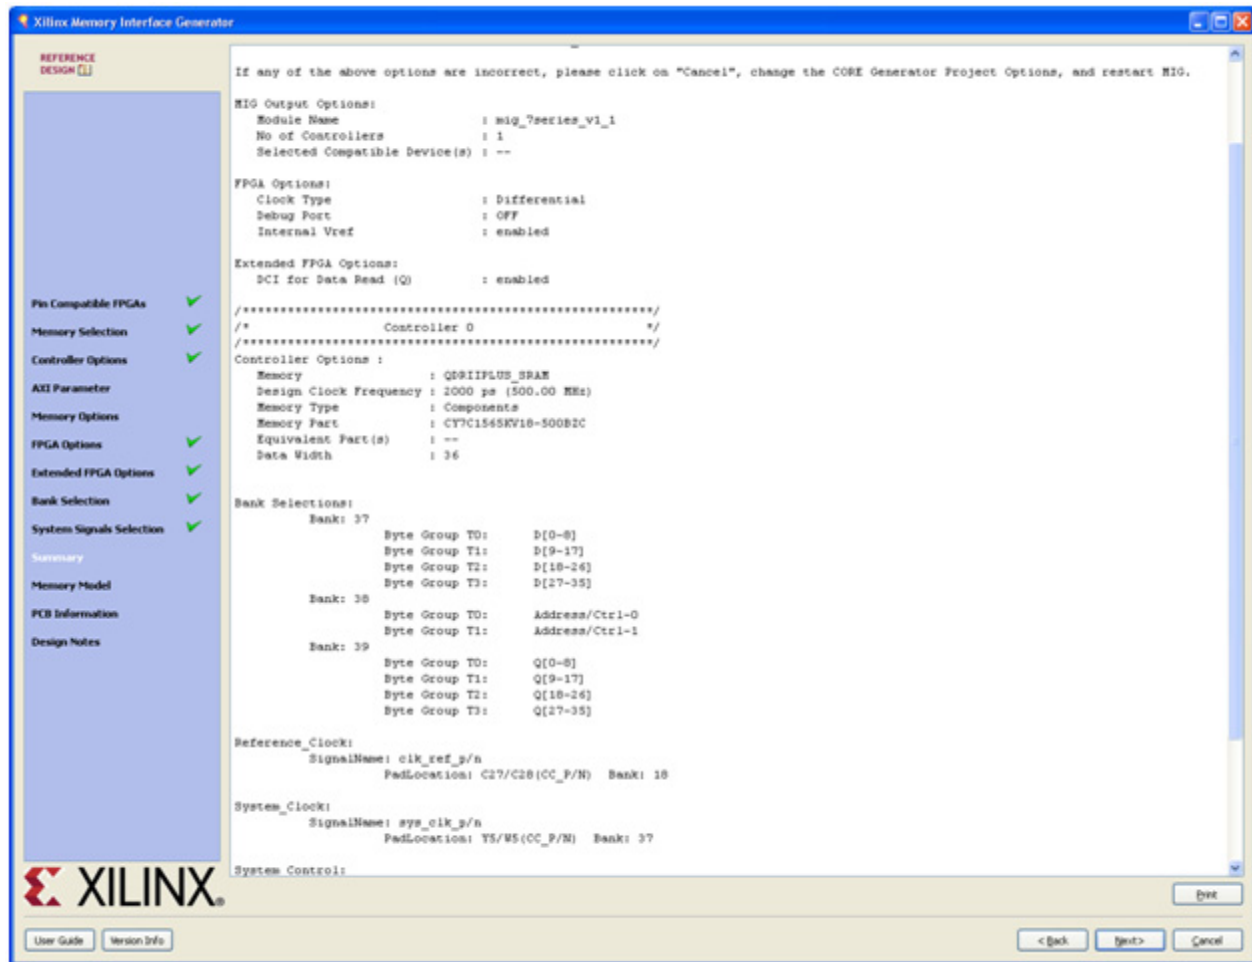 Xilinx Memory Interface Generator
REFERENCE
DESIGN
Pin Compatible FPGAs
Memory Selection
Controller Options
AXI Parameter
Memory Options
FPGA Options
Extended FPGA Options
Bank Selection
System Signals Selection
Summary
Memory Model
PCB Information
Design Notes
If any of the above options are incorrect, please click on "Cancel", change the CORE Generator Project Options, and restart MIG.
MIG Output Options:
Module Name : mig_7series_v1_1
No of Controllers : 1
Selected Compatible Device(s) : --
FPGA Options:
Clock Type : Differential
Debug Port : OFF
Internal Vref : enabled
Extended FPGA Options:
DCI for Data Read (Q) : enabled
/*******************************************************/
/* Controller 0 */
/*******************************************************/
Controller Options :
Memory : QDRIIPLUS_SRAM
Design Clock Frequency : 2000 ps (500.00 MHz)
Memory Type : Components
Memory Part : CY7C1565KV18-500BZC
Equivalent Part(s) : --
Data Width : 36
Bank Selections:
Bank: 37
Byte Group T0: D[0-8]
Byte Group T1: D[9-17]
Byte Group T2: D[18-26]
Byte Group T3: D[27-35]
Bank: 38
Byte Group T0: Address/Ctrl-0
Byte Group T1: Address/Ctrl-1
Bank: 39
Byte Group T0: Q[0-8]
Byte Group T1: Q[9-17]
Byte Group T2: Q[18-26]
Byte Group T3: Q[27-35]
Reference_Clock:
SignalName: clk_ref_p/n
PadLocation: C27/C28(CC_P/N) Bank: 18
System_Clock:
SignalName: sys_clk_p/n
PadLocation: Y5/W5(CC_P/N) Bank: 37
System Control:
XILINX®
Print
User Guide
Version Info
< Back
Next>
Cancel